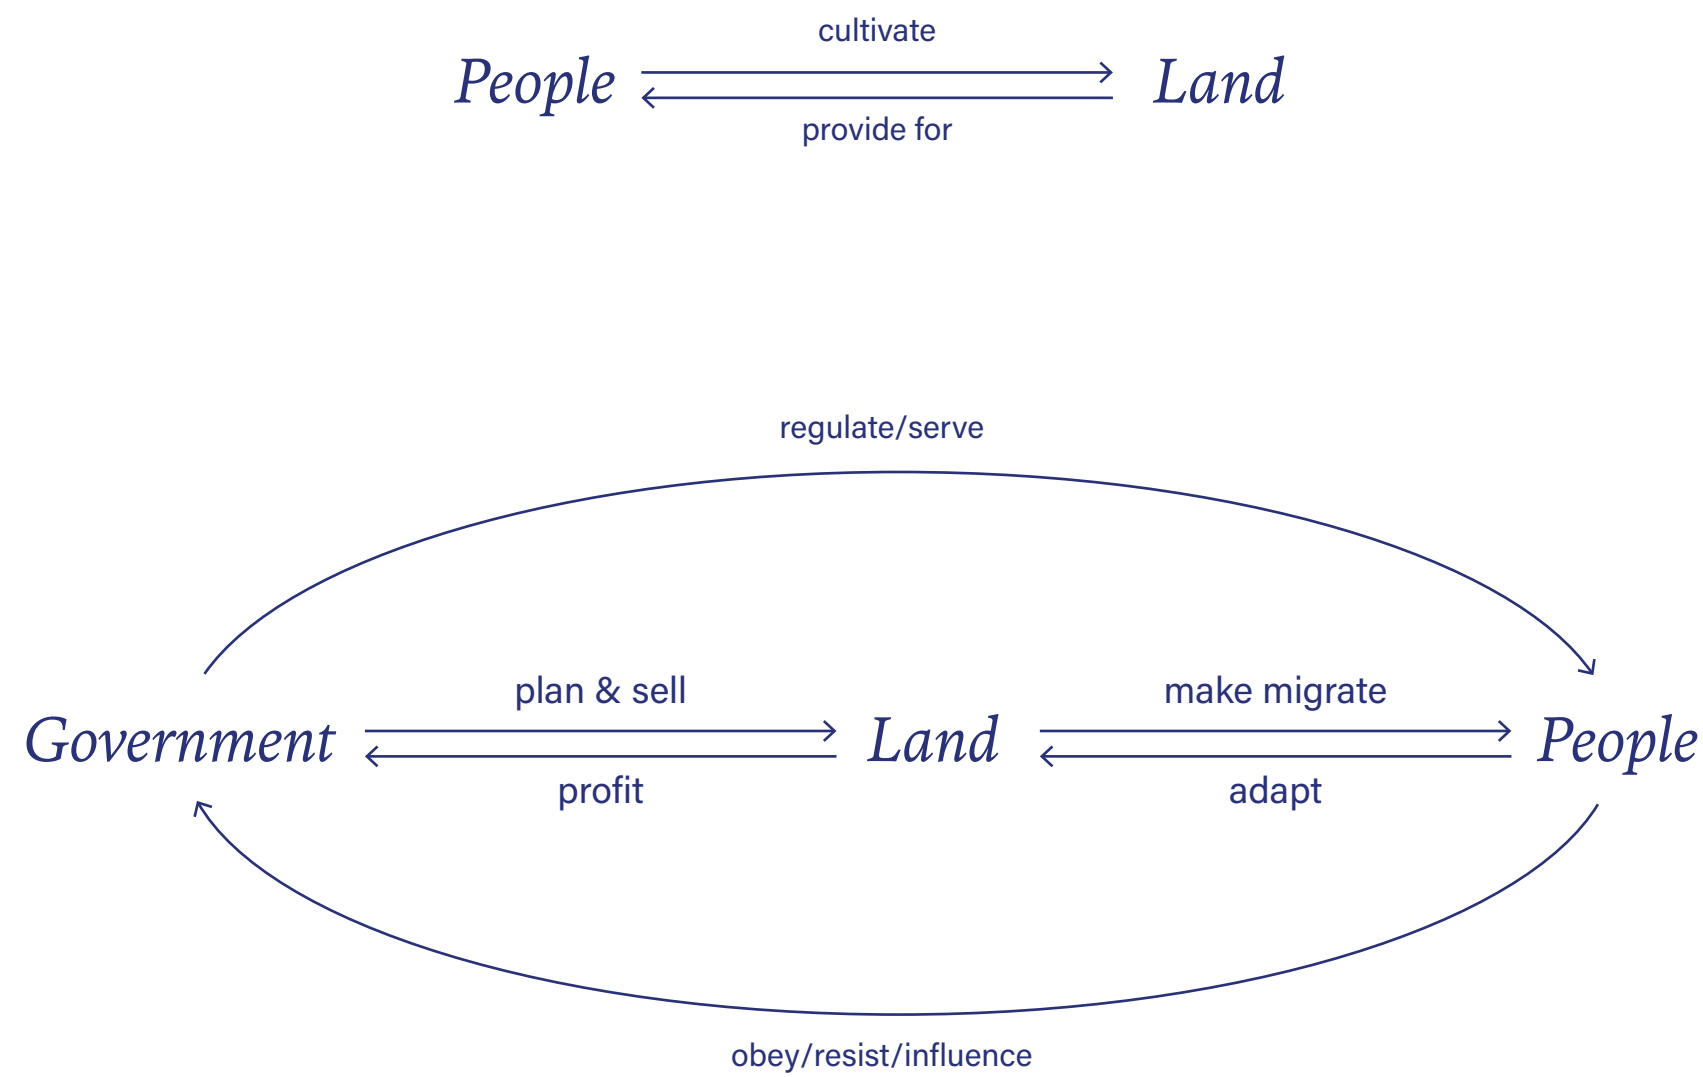 cultivate
People Land
provide for
regulate/serve
plan & sell make migrate
Government Land People
profit adapt
obey/resist/influence